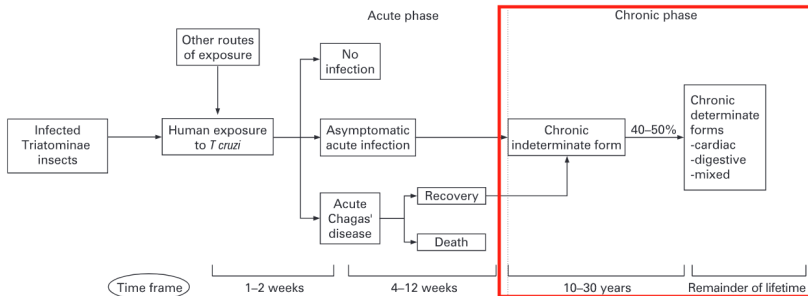 Acute phase
Chronic phase
Other routes
of exposure
No
infection
Infected
Triatominae
insects
Human exposure
to T cruzi
Asymptomatic
acute infection
Chronic
indeterminate form
40–50%
Chronic
determinate
forms
-cardiac
-digestive
-mixed
Acute
Chagas'
disease
Recovery
Death
Time frame
1–2 weeks
4–12 weeks
10–30 years
Remainder of lifetime